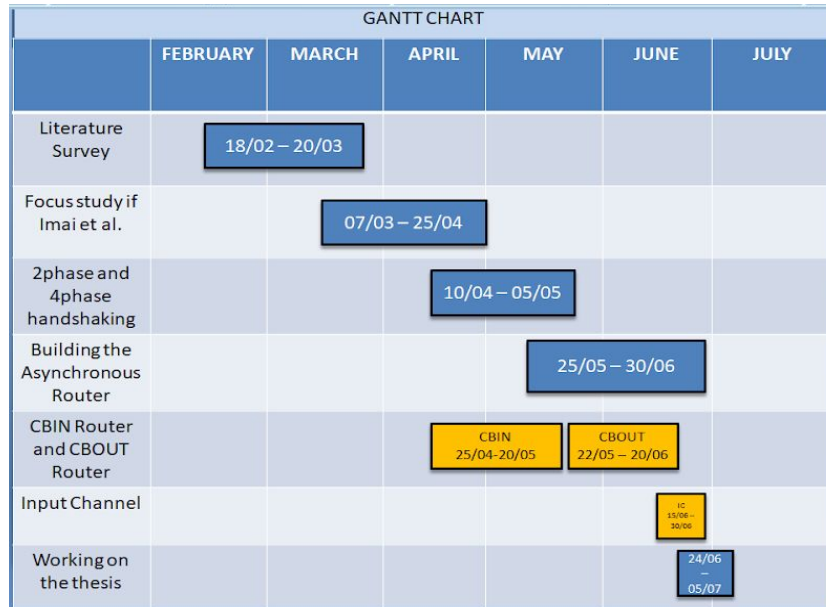 GANTT CHART
FEBRUARY MARCH APRIL MAY JUNE JULY
Literature
Survey
18/02 – 20/03
Focus study if
Imai et al.
07/03 – 25/04
2phase and
4phase
handshaking
10/04 – 05/05
Building the
Asynchronous
Router
25/05 – 30/06
CBIN Router
and CBOUT
Router
CBIN
25/04-20/05
CBOUT
22/05 – 20/06
Input Channel
IC
15/06 –
30/06
Working on
the thesis
24/06
–
05/07